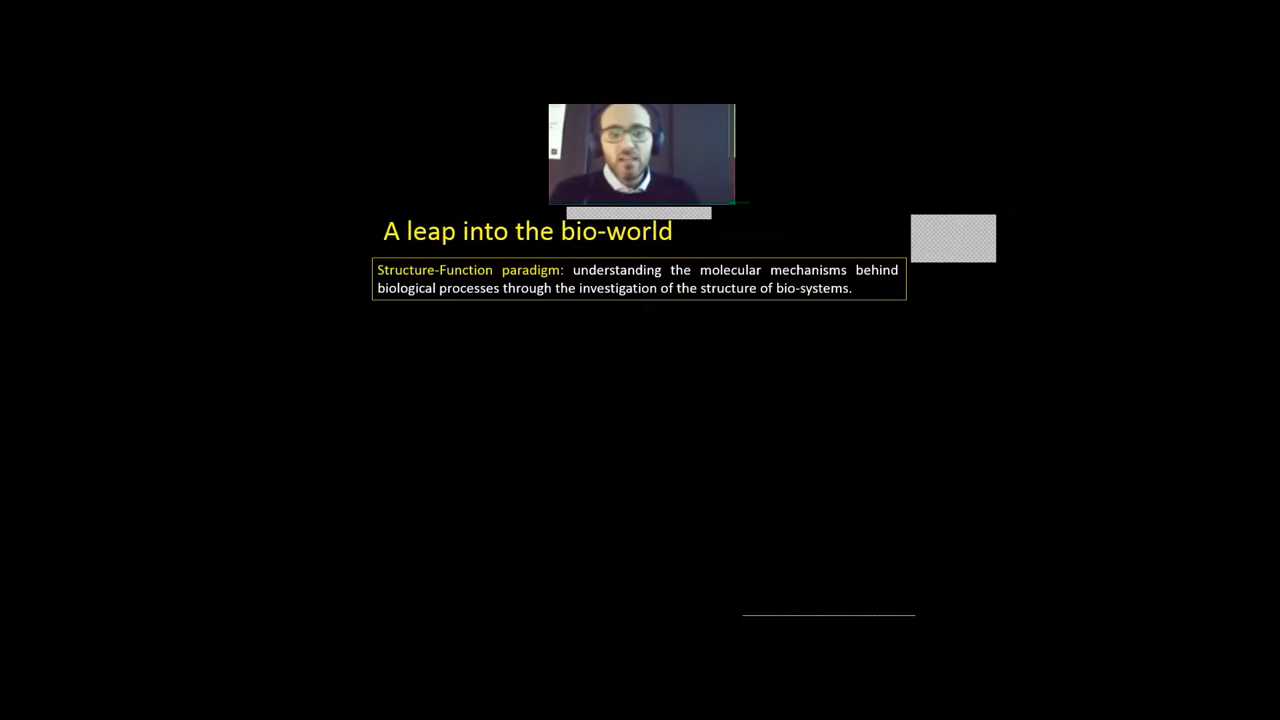 A leap into the bio-world
Structure-Function paradigm: understanding the molecular mechanisms behind
biological processes through the investigation of the structure of bio-systems.